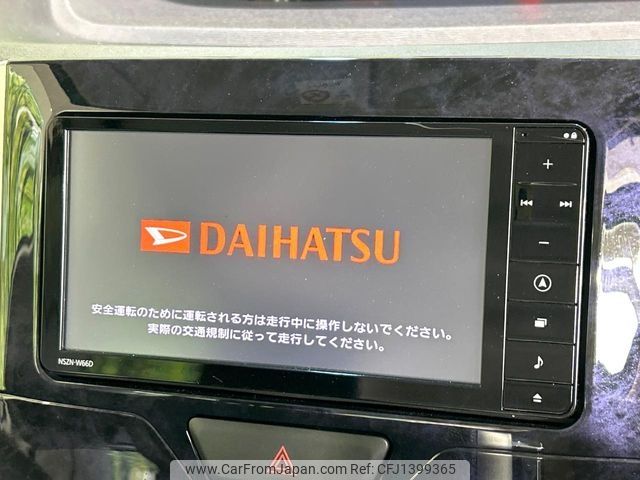 DAIHATSU
安全運転のために運転される方は走行中に操作しないでください。
実際の交通規制に従って走行してください。
NSZN-W66D
www.CarFromJapan.com - CFJ1399365